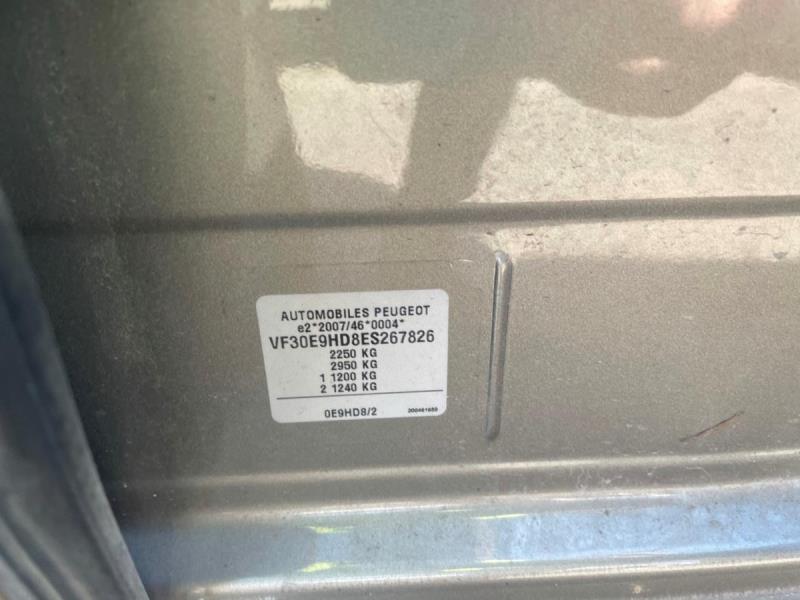 AUTOMOBILES PEUGEOT
e2*2007/46*0004*
VF30E9HD8ES267826
2250 KG
2950 KG
1 1200 KG
2 1240 KG
0E9HD8/2